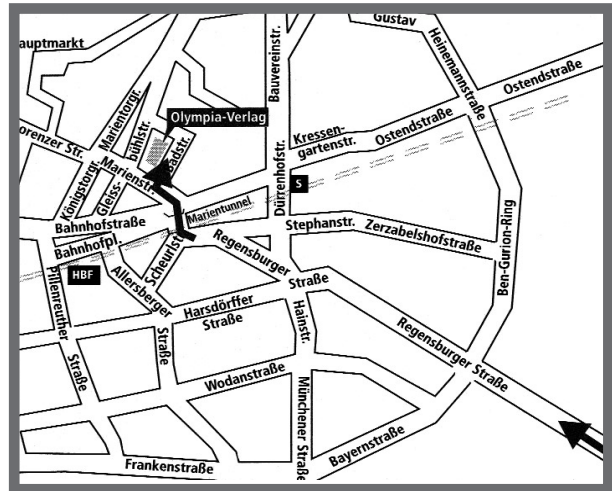 Gustav
Heinemannstraße
auptmarkt
Bauvereinstr.
Ostendstraße
Marientorgr.
Olympia-Verlag
Kressen-
gartenstr.
Ostendstraße
orenzer Str.
bühlstr.
Badstr.
Marienstr.
Königstorgr.
Gleiss-
Dürrenhofstr.
S
Marientunnel
Bahnhofstraße
Stephanstr.
Zerzabelshofstraße
Ben-Gurion-Ring
Bahnhofpl.
Scheurlstr.
Regensburger
Straße
HBF
Allersberger
Straße
Pillenreuther
Straße
Harsdörffer
Straße
Hainstr.
Regensburger Straße
Wodanstraße
Münchener Straße
Bayernstraße
Frankenstraße